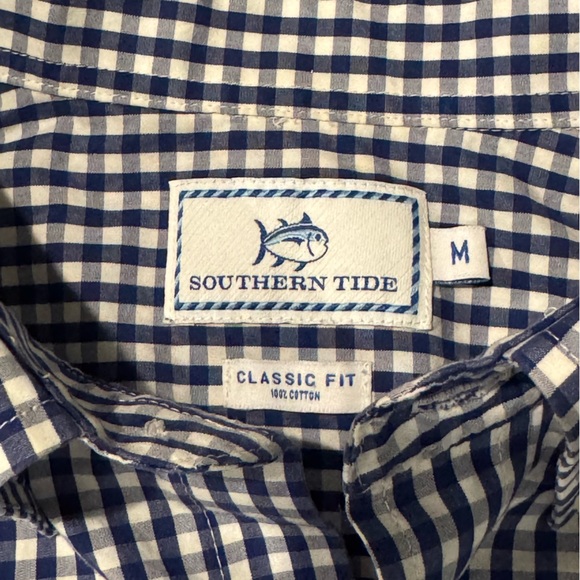 SOUTHERN TIDE
M
CLASSIC FIT
100% COTTON